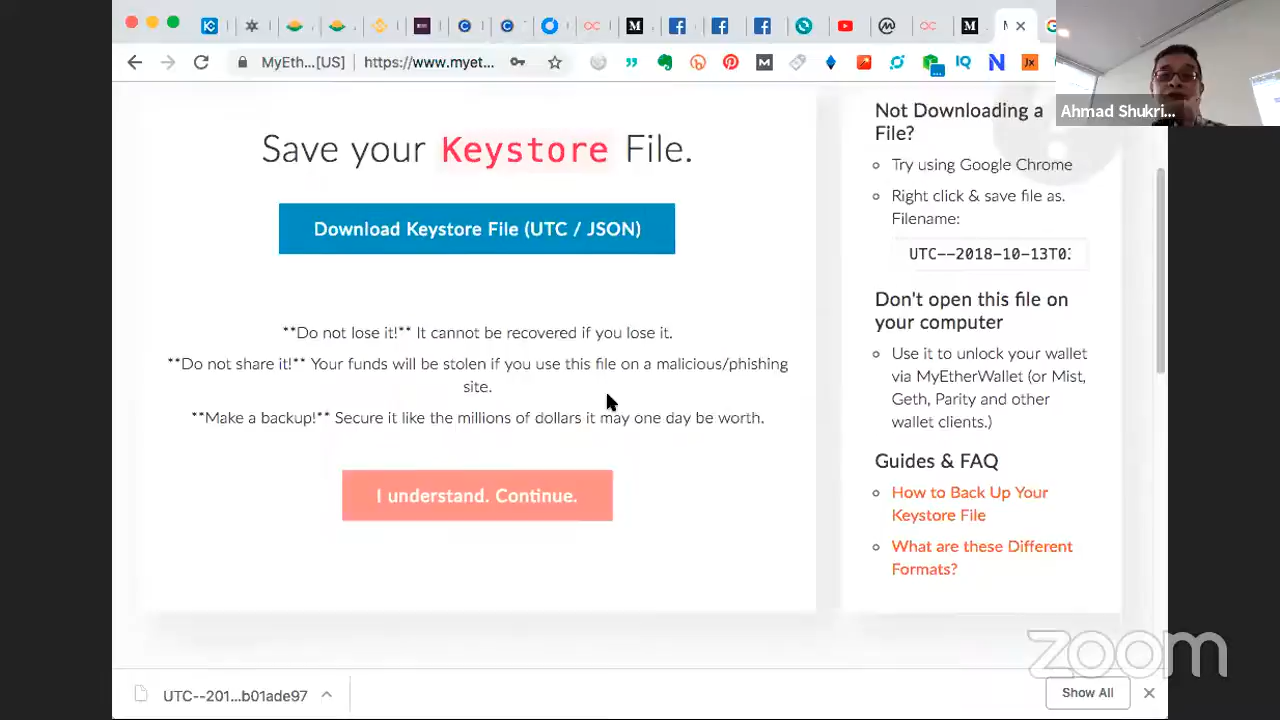 MyEth...[US]
https://www.myet...
Ahmad Shukri...
Save your Keystore File.
Download Keystore File (UTC / JSON)
**Do not lose it!** It cannot be recovered if you lose it.
**Do not share it!** Your funds will be stolen if you use this file on a malicious/phishing
site.
**Make a backup!** Secure it like the millions of dollars it may one day be worth.
I understand. Continue.
Not Downloading a
File?
Try using Google Chrome
Right click & save file as.
Filename:
UTC--2018-10-13T0
Don't open this file on
your computer
Use it to unlock your wallet
via MyEtherWallet (or Mist,
Geth, Parity and other
wallet clients.)
Guides & FAQ
How to Back Up Your
Keystore File
What are these Different
Formats?
zoom
UTC--201...b01ade97
Show All